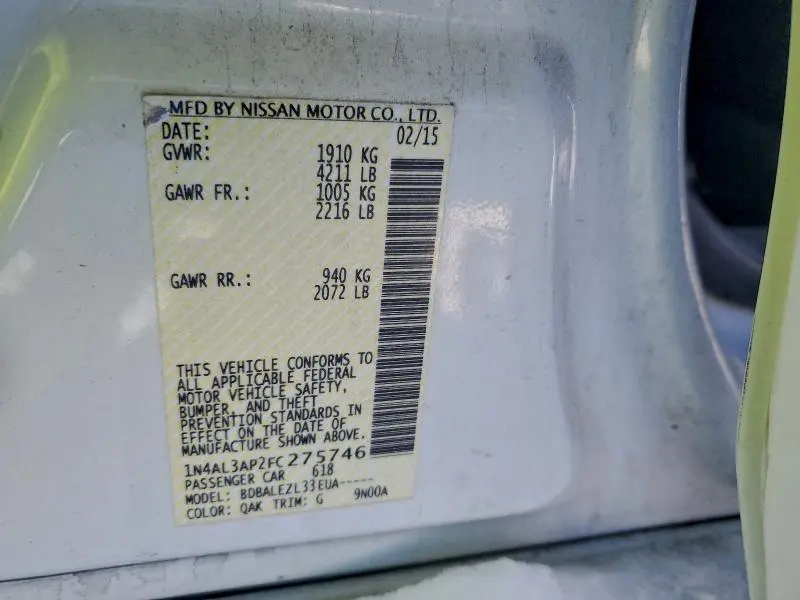 MFD BY NISSAN MOTOR CO., LTD.
DATE: 02/15
GVWR: 1910 KG
4211 LB
GAWR FR.: 1005 KG
2216 LB
GAWR RR.: 940 KG
2072 LB
THIS VEHICLE CONFORMS TO
ALL APPLICABLE FEDERAL
MOTOR VEHICLE SAFETY,
BUMPER, AND THEFT
PREVENTION STANDARDS IN
EFFECT ON THE DATE OF
MANUFACTURE SHOWN ABOVE.
1N4AL3AP2FC275746
PASSENGER CAR 618
MODEL: BDBALEZL33EUA-----
COLOR: QAK TRIM: G 9N00A